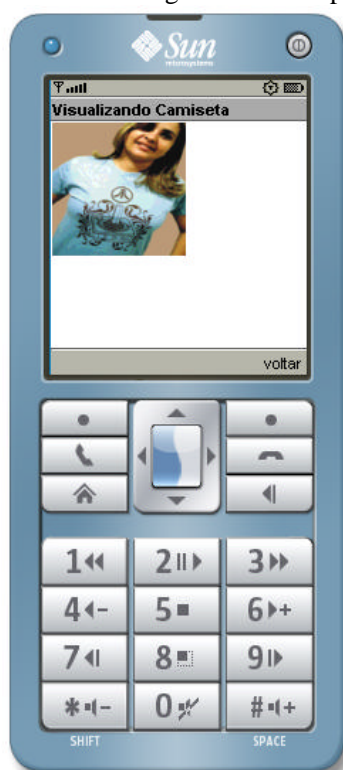 Sun
microsystems
Visualizando Camiseta
voltar
1 2 3
4 5 6
7 8 9
* 0 #
SHIFT SPACE